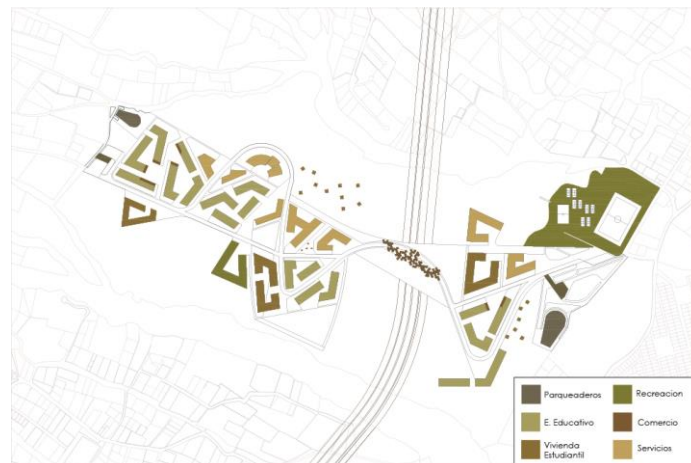 Parqueaderos
Recreacion
E. Educativo
Comercio
Vivienda
Estudiantil
Servicios